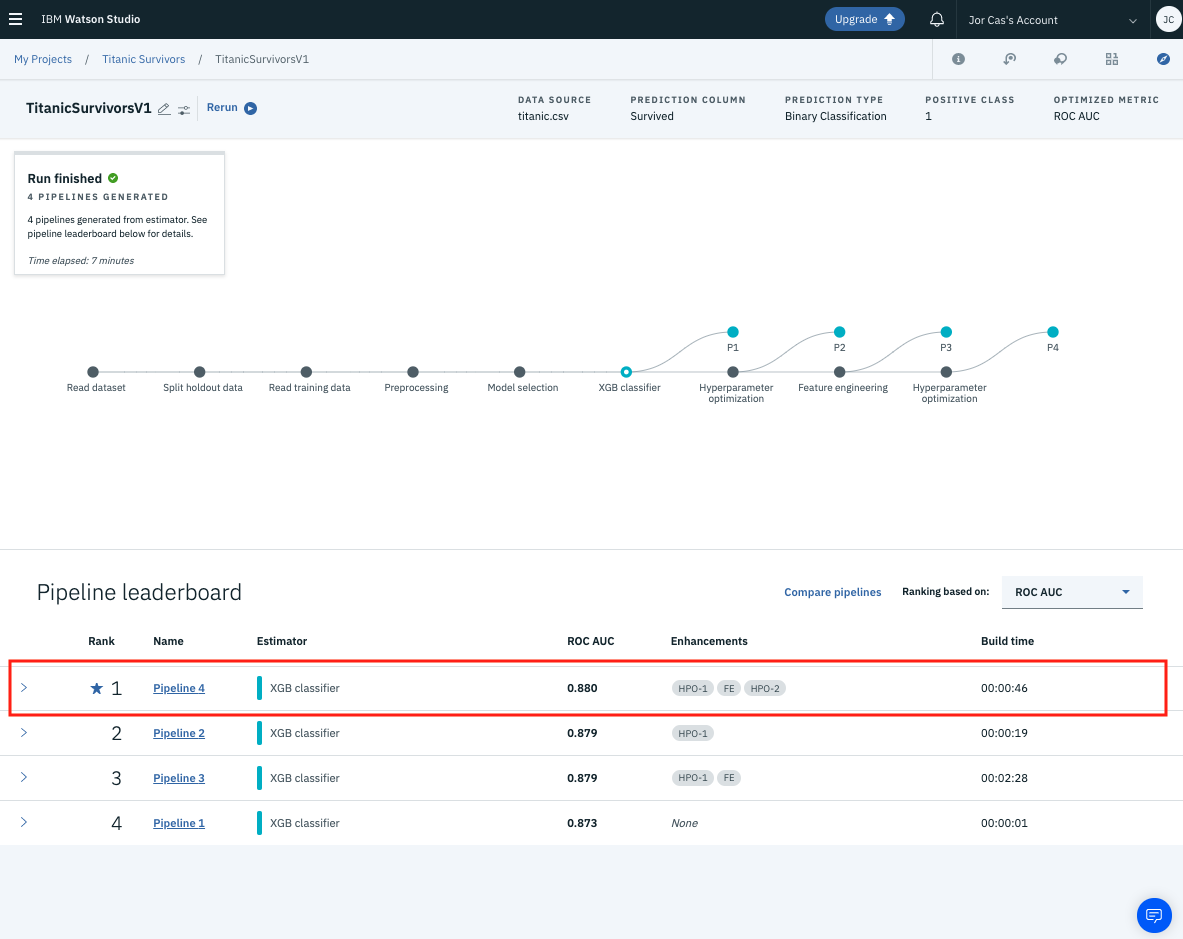 IBM Watson Studio
Upgrade
Jor Cas's Account
JC
My Projects / Titanic Survivors / TitanicSurvivorsV1
TitanicSurvivorsV1
Rerun
DATA SOURCE
titanic.csv
PREDICTION COLUMN
Survived
PREDICTION TYPE
Binary Classification
POSITIVE CLASS
1
OPTIMIZED METRIC
ROC AUC
Run finished
4 PIPELINES GENERATED
4 pipelines generated from estimator. See
pipeline leaderboard below for details.
Time elapsed: 7 minutes
P1
P2
P3
P4
Read dataset
Split holdout data
Read training data
Preprocessing
Model selection
XGB classifier
Hyperparameter
optimization
Feature engineering
Hyperparameter
optimization
Pipeline leaderboard
Compare pipelines
Ranking based on:
ROC AUC
Rank Name Estimator ROC AUC Enhancements Build time
1 Pipeline 4 XGB classifier 0.880 HPO-1 FE HPO-2 00:00:46
2 Pipeline 2 XGB classifier 0.879 HPO-1 00:00:19
3 Pipeline 3 XGB classifier 0.879 HPO-1 FE 00:02:28
4 Pipeline 1 XGB classifier 0.873 None 00:00:01